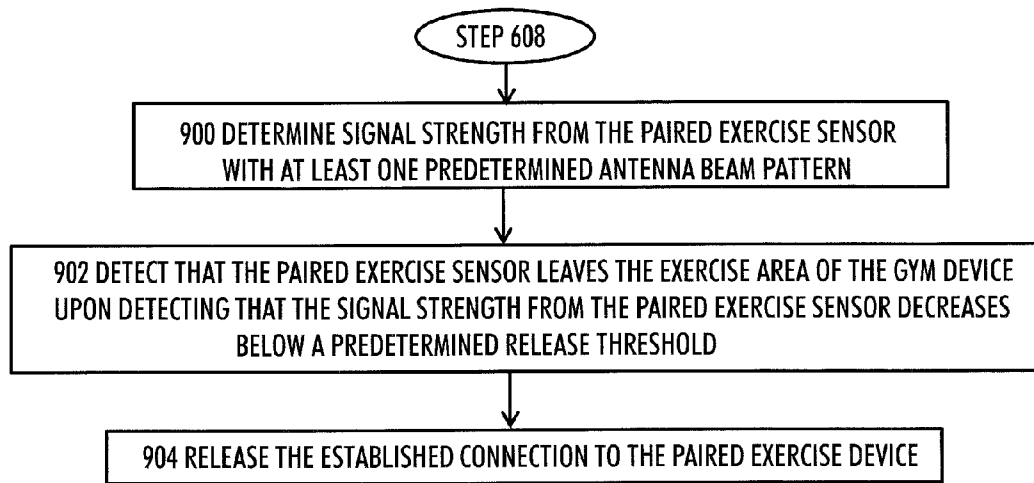 STEP 608
900 DETERMINE SIGNAL STRENGTH FROM THE PAIRED EXERCISE SENSOR
WITH AT LEAST ONE PREDETERMINED ANTENNA BEAM PATTERN
902 DETECT THAT THE PAIRED EXERCISE SENSOR LEAVES THE EXERCISE AREA OF THE GYM DEVICE
UPON DETECTING THAT THE SIGNAL STRENGTH FROM THE PAIRED EXERCISE SENSOR DECREASES
BELOW A PREDETERMINED RELEASE THRESHOLD
904 RELEASE THE ESTABLISHED CONNECTION TO THE PAIRED EXERCISE DEVICE